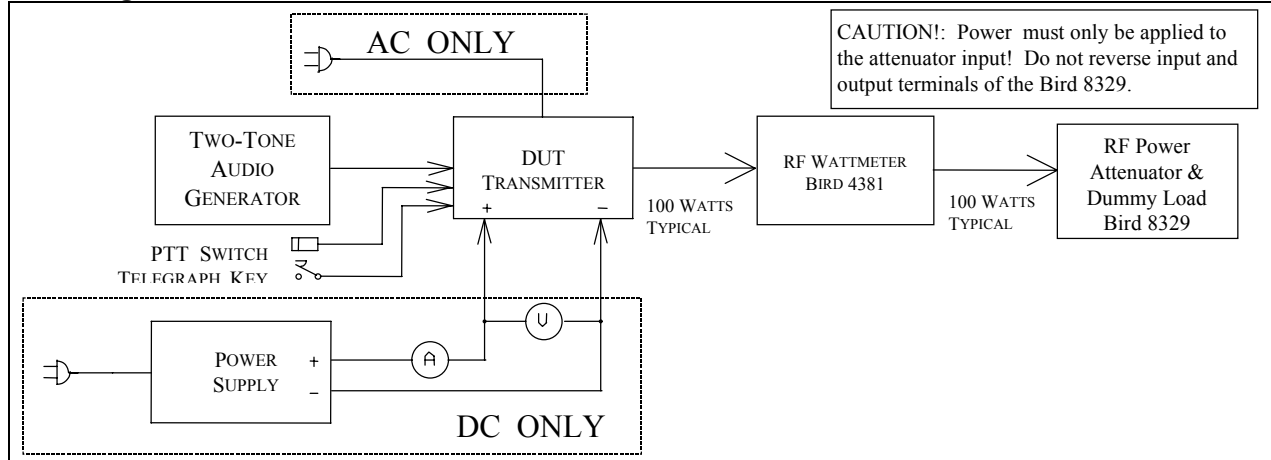 AC ONLY
CAUTION!: Power must only be applied to
the attenuator input! Do not reverse input and
output terminals of the Bird 8329.
TWO-TONE
AUDIO
GENERATOR
DUT
TRANSMITTER
+ −
RF WATTMETER
BIRD 4381
RF Power
Attenuator &
Dummy Load
Bird 8329
100 WATTS
TYPICAL
100 WATTS
TYPICAL
PTT SWITCH
TELEGRAPH KEY
V
A
POWER
SUPPLY
+
−
DC ONLY